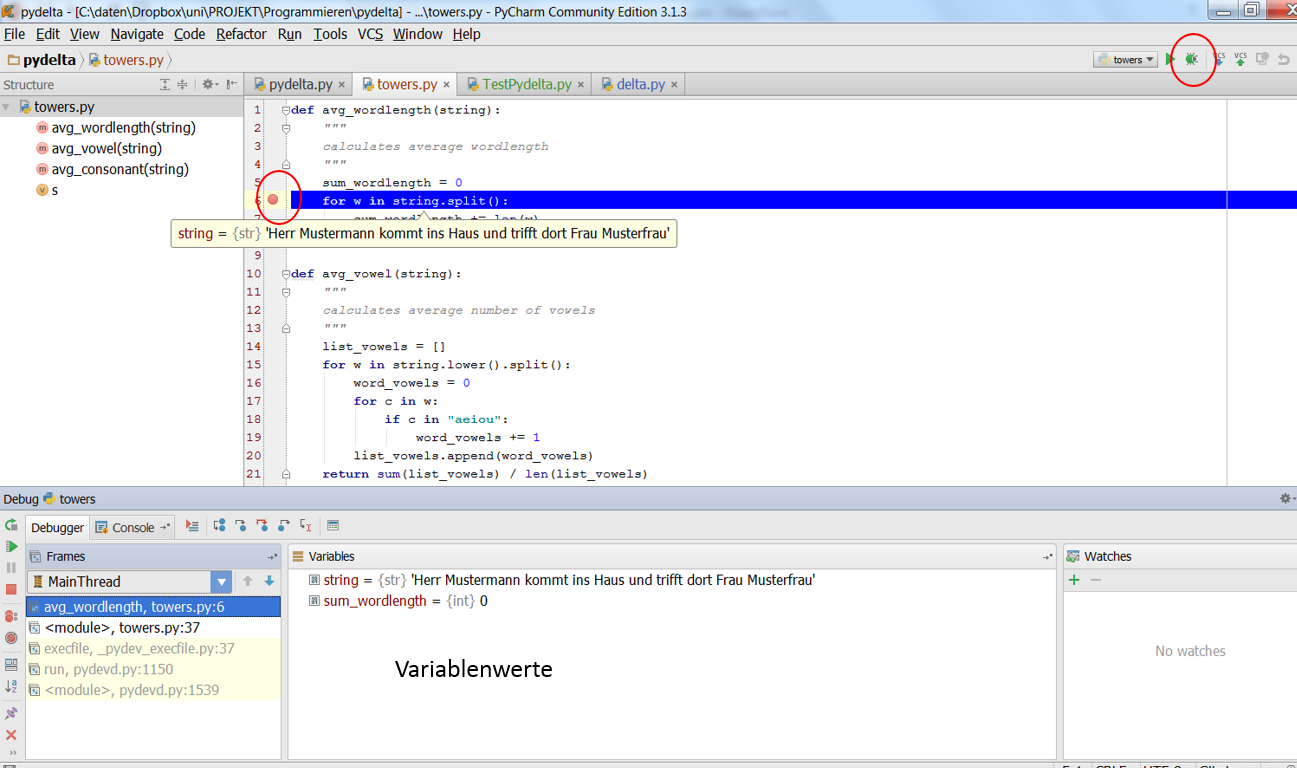 pydelta - [C:\daten\Dropbox\uni\PROJEKT\Programmieren\pydelta] - ...\towers.py - PyCharm Community Edition 3.1.3
File Edit View Navigate Code Refactor Run Tools VCS Window Help
pydelta towers.py towers VCS VCS
Structure pydelta.py × towers.py × TestPydelta.py × delta.py ×
towers.py
m avg_wordlength(string)
m avg_vowel(string)
m avg_consonant(string)
v s
1 def avg_wordlength(string):
2 """
3 calculates average wordlength
4 """
5 sum_wordlength = 0
6 for w in string.split():
7 sum_wordlength += len(w)
string = {str} 'Herr Mustermann kommt ins Haus und trifft dort Frau Musterfrau'
9
10 def avg_vowel(string):
11 """
12 calculates average number of vowels
13 """
14 list_vowels = []
15 for w in string.lower().split():
16 word_vowels = 0
17 for c in w:
18 if c in "aeiou":
19 word_vowels += 1
20 list_vowels.append(word_vowels)
21 return sum(list_vowels) / len(list_vowels)
Debug towers
Debugger Console
Frames
MainThread
avg_wordlength, towers.py:6
<module>, towers.py:37
execfile, _pydev_execfile.py:37
run, pydevd.py:1150
<module>, pydevd.py:1539
Variables
string = {str} 'Herr Mustermann kommt ins Haus und trifft dort Frau Musterfrau'
sum_wordlength = {int} 0
Variablenwerte
Watches
No watches